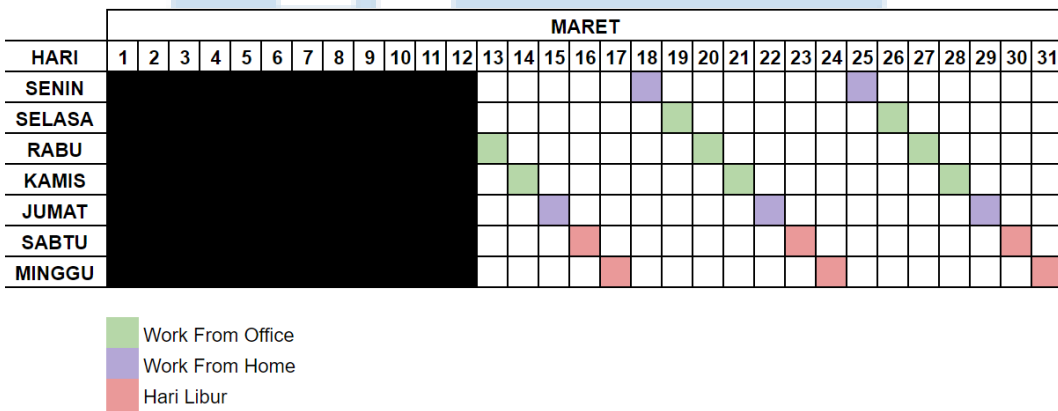 MARET
HARI 1 2 3 4 5 6 7 8 9 10 11 12 13 14 15 16 17 18 19 20 21 22 23 24 25 26 27 28 29 30 31
SENIN
SELASA
RABU
KAMIS
JUMAT
SABTU
MINGGU
Work From Office
Work From Home
Hari Libur